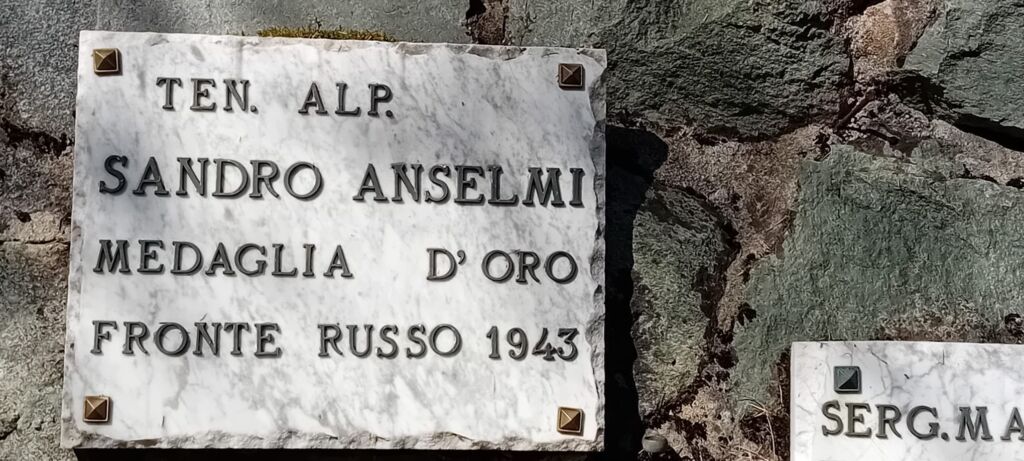 TEN. ALP.
SANDRO ANSELMI
MEDAGLIA D'ORO
FRONTE RUSSO 1943
SERG.MA